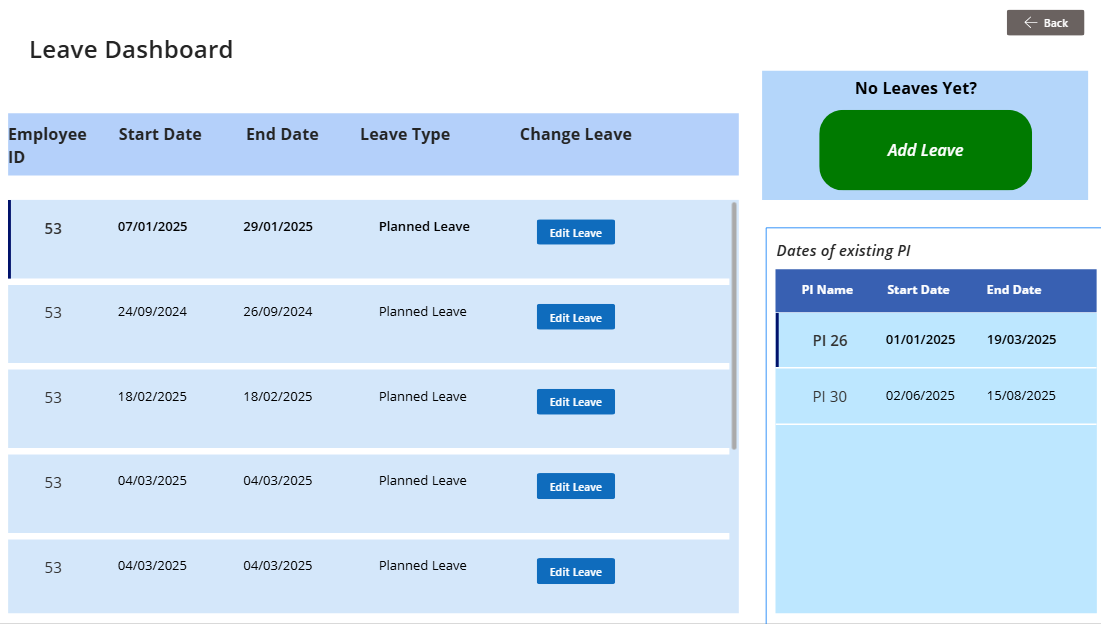 Back
Leave Dashboard
No Leaves Yet?
Add Leave
Employee ID Start Date End Date Leave Type Change Leave
53 07/01/2025 29/01/2025 Planned Leave Edit Leave
53 24/09/2024 26/09/2024 Planned Leave Edit Leave
53 18/02/2025 18/02/2025 Planned Leave Edit Leave
53 04/03/2025 04/03/2025 Planned Leave Edit Leave
53 04/03/2025 04/03/2025 Planned Leave Edit Leave
Dates of existing PI
PI Name Start Date End Date
PI 26 01/01/2025 19/03/2025
PI 30 02/06/2025 15/08/2025